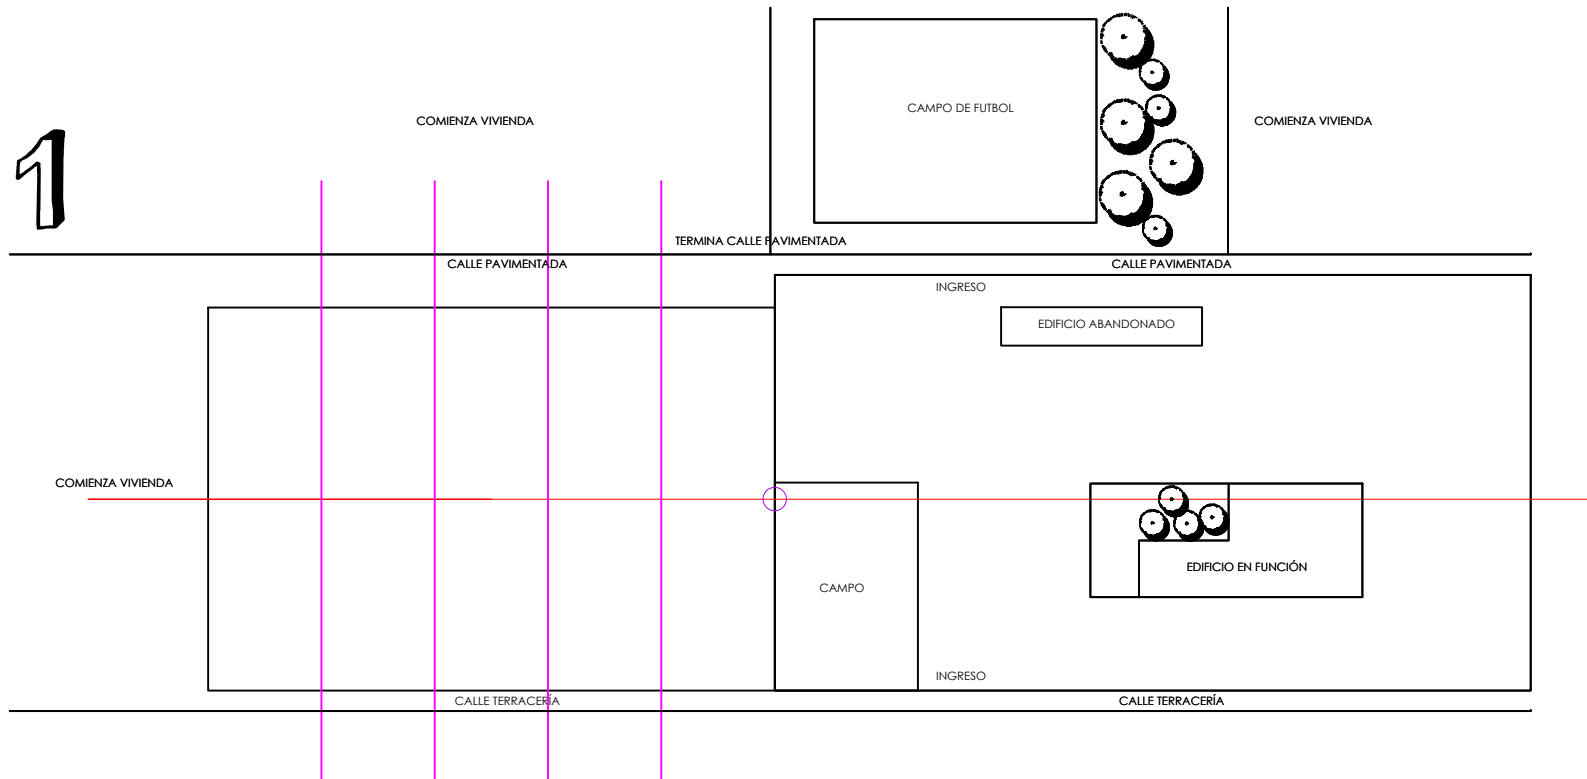 1
CAMPO DE FUTBOL
COMIENZA VIVIENDA
COMIENZA VIVIENDA
TERMINA CALLE PAVIMENTADA
CALLE PAVIMENTADA
CALLE PAVIMENTADA
INGRESO
EDIFICIO ABANDONADO
COMIENZA VIVIENDA
EDIFICIO EN FUNCIÓN
CAMPO
INGRESO
CALLE TERRACERÍA
CALLE TERRACERÍA